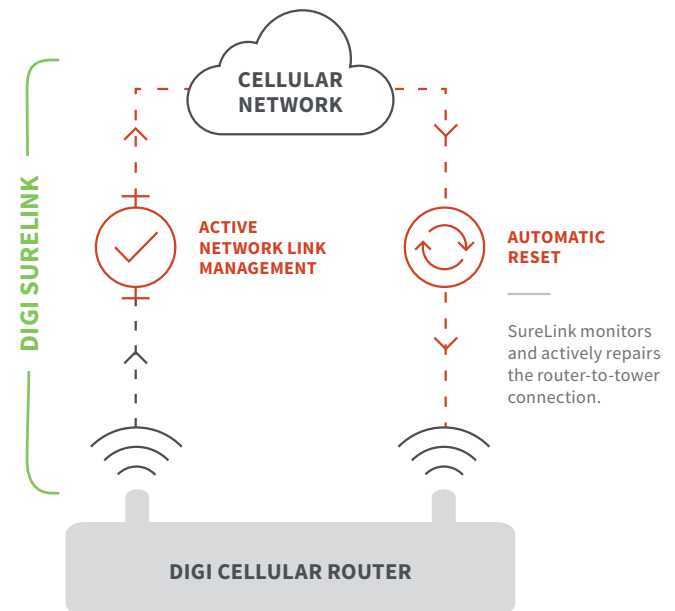 CELLULAR
NETWORK
DIGI SURELINK
ACTIVE
NETWORK LINK
MANAGEMENT
AUTOMATIC
RESET
SureLink monitors
and actively repairs
the router-to-tower
connection.
DIGI CELLULAR ROUTER